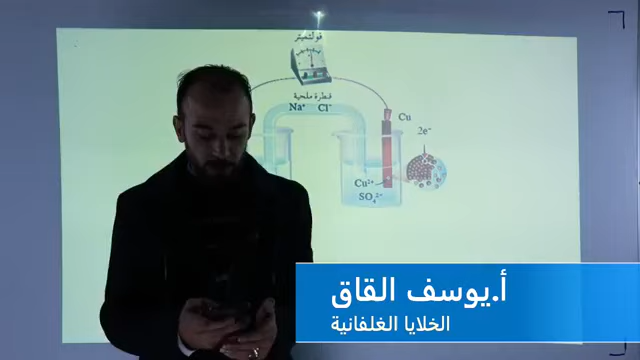 فولتميتر
قنطرة ملحية
Na⁺ Cl⁻
Cu
2e⁻
Cu²⁺
SO₄²⁻
أ.يوسف القاق
الخلايا الغلفانية